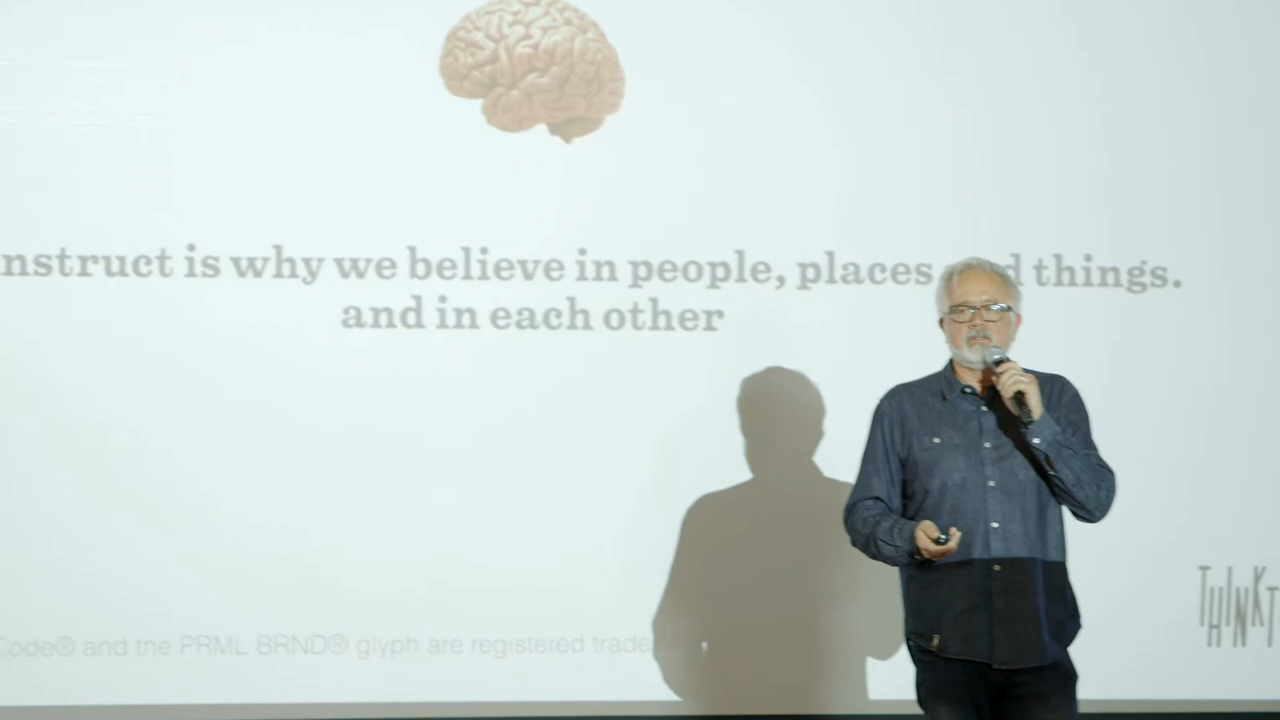 nstruct is why we believe in people, places d things.
and in each other
Code® and the PRML BRND® glyph are registered trade
THINKT